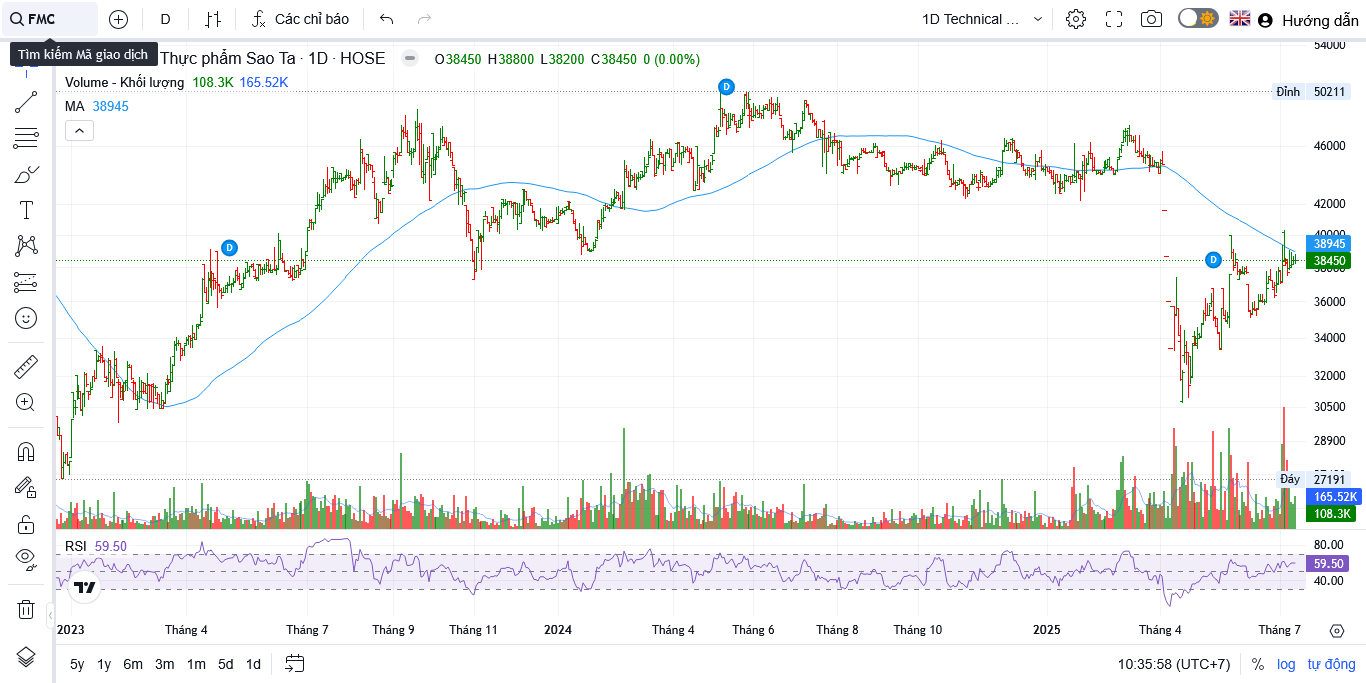 FMC
D
Các chỉ báo
1D Technical ...
Hướng dẫn
Tìm kiếm Mã giao dịch
Thực phẩm Sao Ta · 1D · HOSE
O38450 H38800 L38200 C38450 0 (0.00%)
Volume - Khối lượng 108.3K 165.52K
MA 38945
54000
Đỉnh 50211
46000
42000
40000
38945
38450
38000
36000
34000
32000
30500
28900
Đáy 27191
165.52K
108.3K
D
D
D
RSI 59.50
80.00
59.50
40.00
2023 Tháng 4 Tháng 7 Tháng 9 Tháng 11 2024 Tháng 4 Tháng 6 Tháng 8 Tháng 10 2025 Tháng 4 Tháng 7
5y 1y 6m 3m 1m 5d 1d
10:35:58 (UTC+7) % log tự động